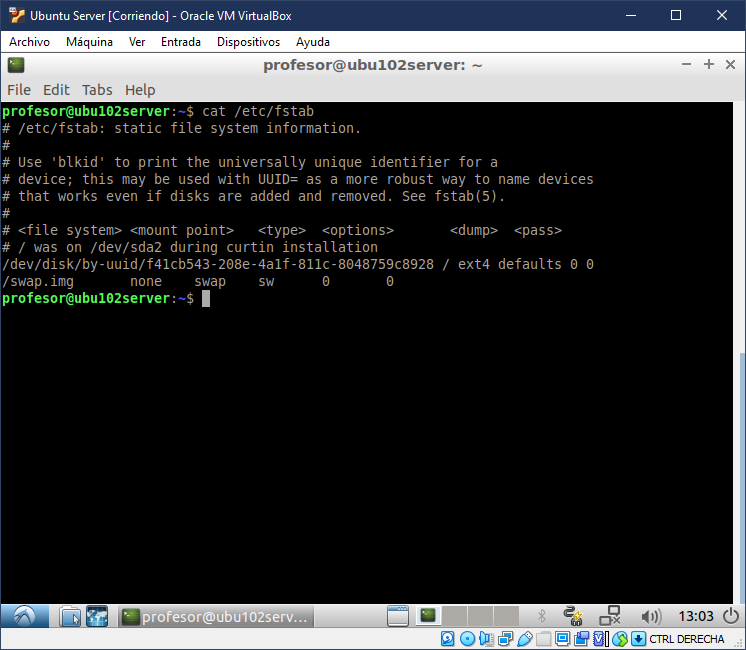 Ubuntu Server [Corriendo] - Oracle VM VirtualBox
Archivo Máquina Ver Entrada Dispositivos Ayuda
profesor@ubu102server: ~
File Edit Tabs Help
profesor@ubu102server:~$ cat /etc/fstab
# /etc/fstab: static file system information.
#
# Use 'blkid' to print the universally unique identifier for a
# device; this may be used with UUID= as a more robust way to name devices
# that works even if disks are added and removed. See fstab(5).
#
# <file system> <mount point>   <type>  <options>       <dump>  <pass>
# / was on /dev/sda2 during curtin installation
/dev/disk/by-uuid/f41cb543-208e-4a1f-811c-8048759c8928 / ext4 defaults 0 0
/swap.img       none    swap    sw      0       0
profesor@ubu102server:~$
profesor@ubu102serv... 13:03
CTRL DERECHA